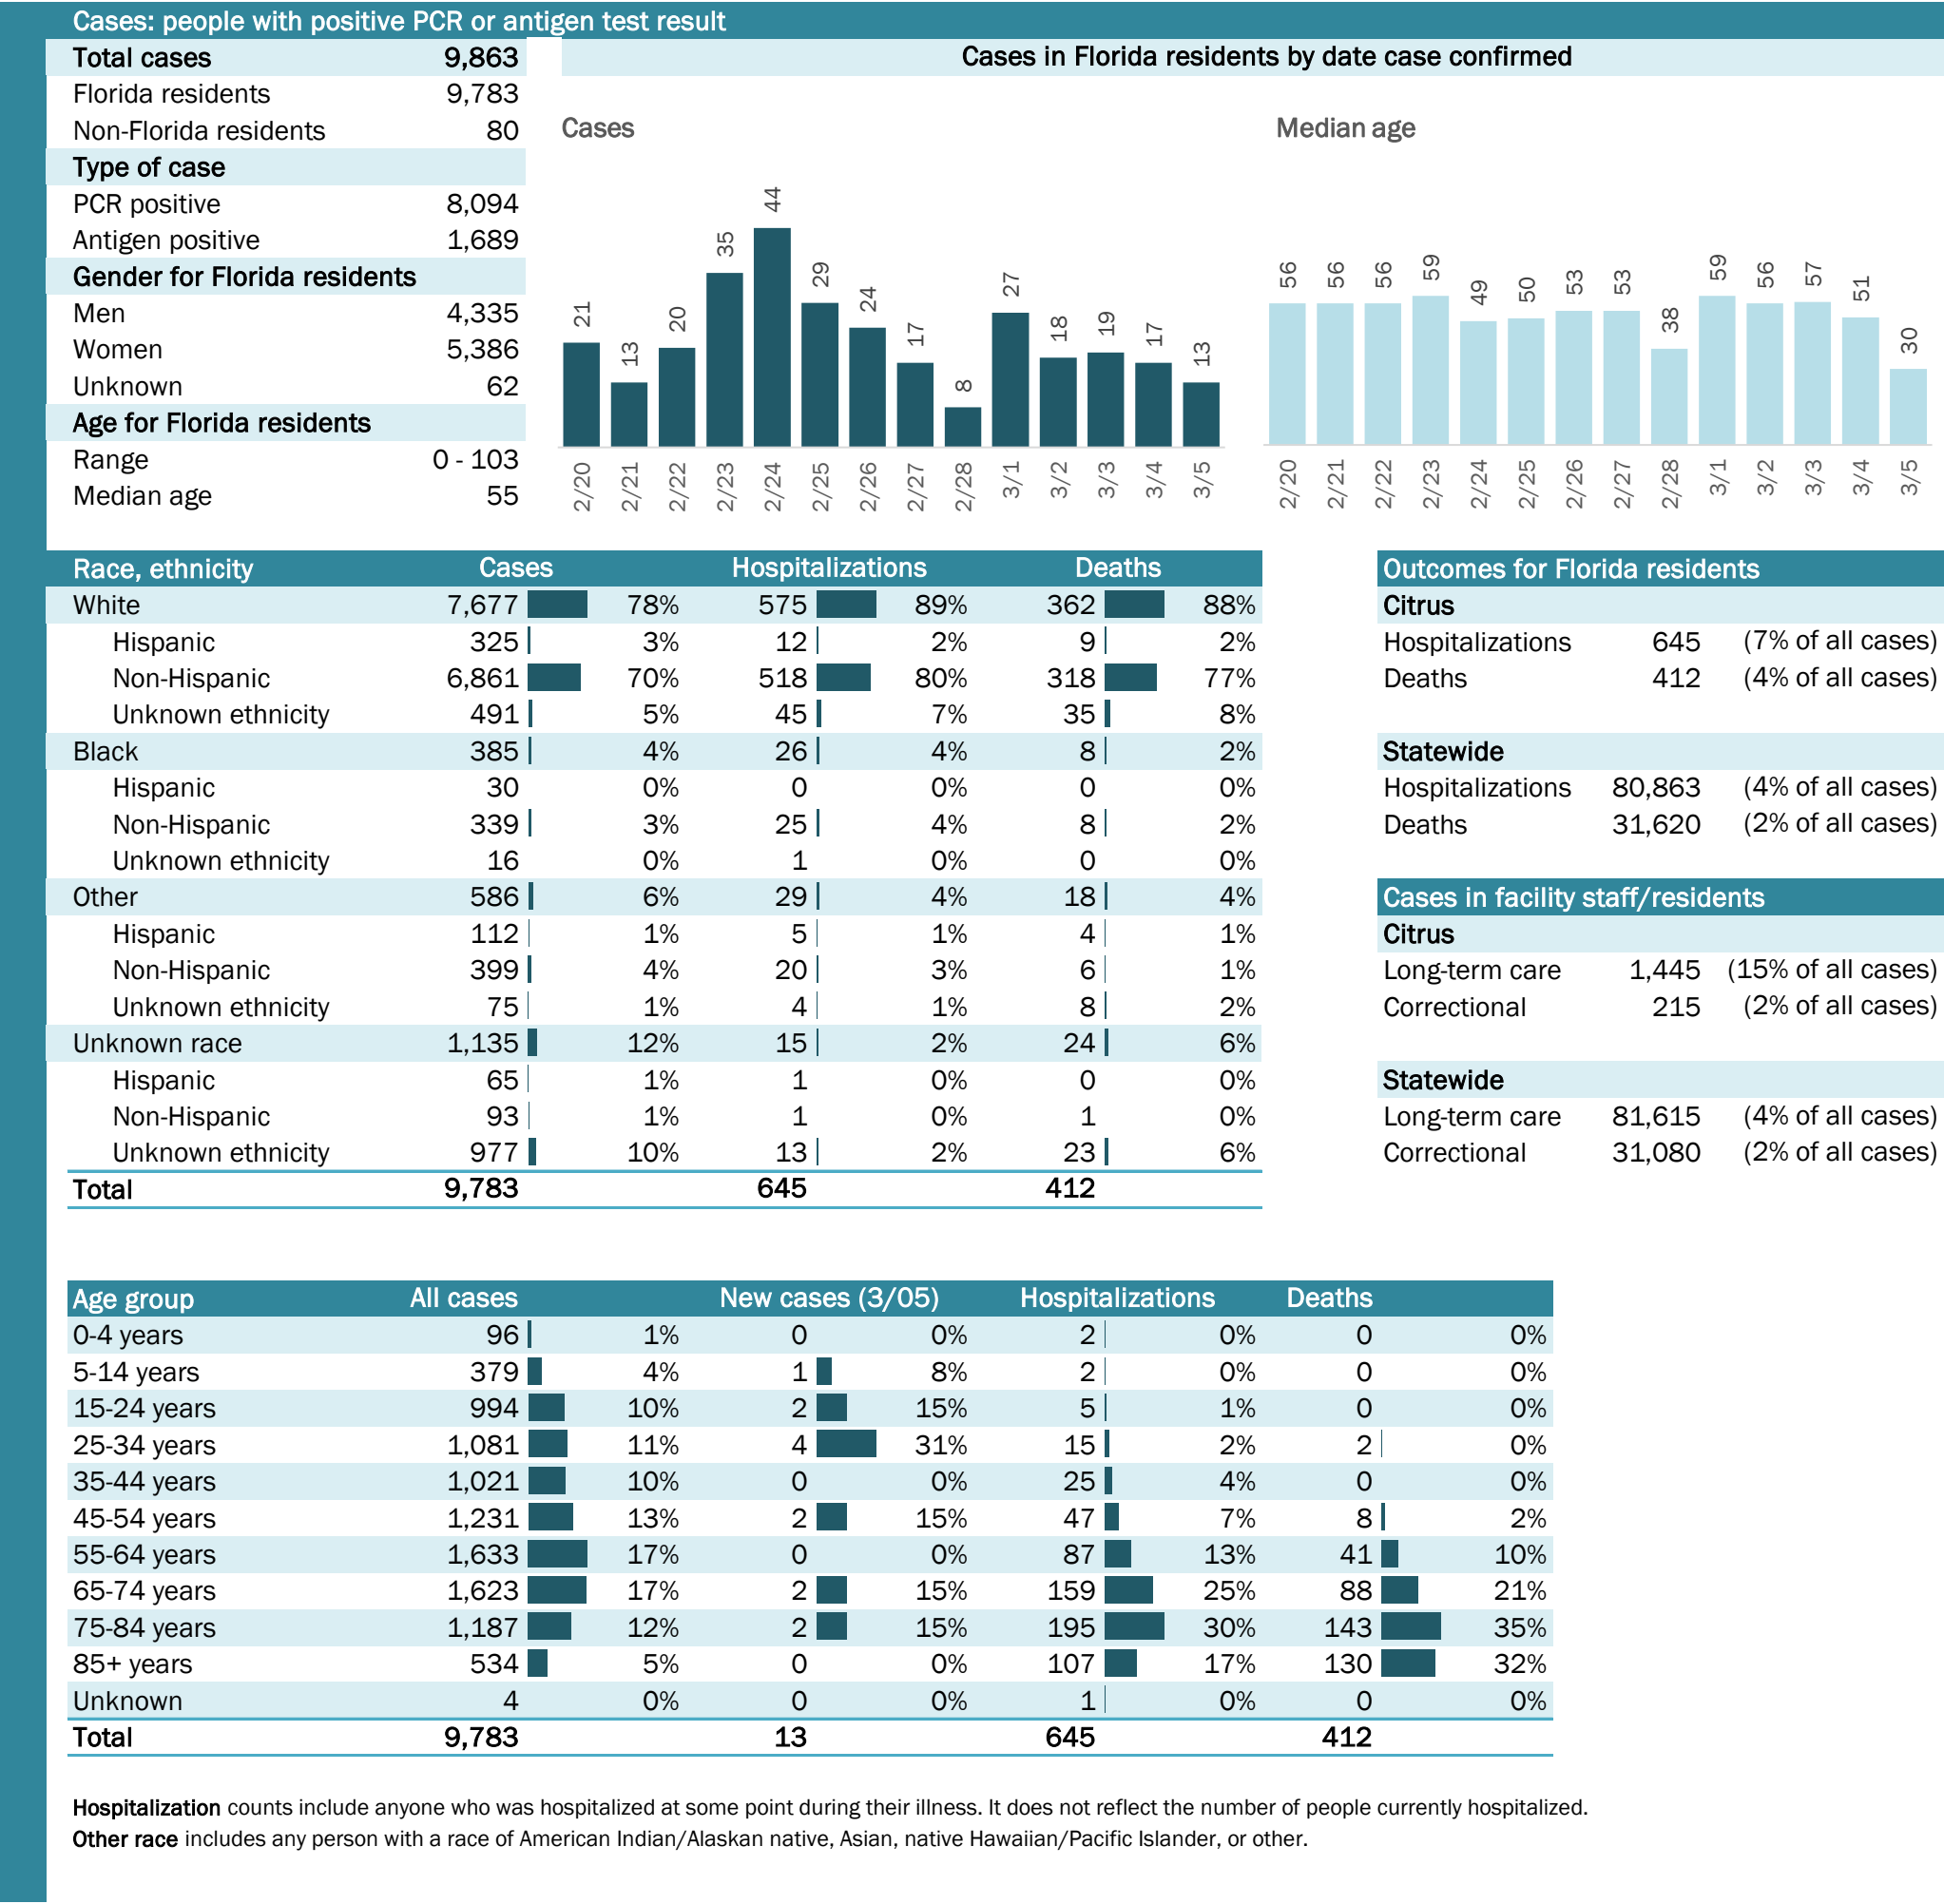 Cases: people with positive PCR or antigen test result
Total cases 9,863
Florida residents 9,783
Non-Florida residents 80
Type of case
PCR positive 8,094
Antigen positive 1,689
Gender for Florida residents
Men 4,335
Women 5,386
Unknown 62
Age for Florida residents
Range 0 - 103
Median age 55
Cases in Florida residents by date case confirmed
Cases
21 13 20 35 44 29 24 17 8 27 18 19 17 13
2/20 2/21 2/22 2/23 2/24 2/25 2/26 2/27 2/28 3/1 3/2 3/3 3/4 3/5
Median age
56 56 56 59 49 50 53 53 38 59 56 57 51 30
2/20 2/21 2/22 2/23 2/24 2/25 2/26 2/27 2/28 3/1 3/2 3/3 3/4 3/5
Race, ethnicity Cases Hospitalizations Deaths
White 7,677 78% 575 89% 362 88%
Hispanic 325 3% 12 2% 9 2%
Non-Hispanic 6,861 70% 518 80% 318 77%
Unknown ethnicity 491 5% 45 7% 35 8%
Black 385 4% 26 4% 8 2%
Hispanic 30 0% 0 0% 0 0%
Non-Hispanic 339 3% 25 4% 8 2%
Unknown ethnicity 16 0% 1 0% 0 0%
Other 586 6% 29 4% 18 4%
Hispanic 112 1% 5 1% 4 1%
Non-Hispanic 399 4% 20 3% 6 1%
Unknown ethnicity 75 1% 4 1% 8 2%
Unknown race 1,135 12% 15 2% 24 6%
Hispanic 65 1% 1 0% 0 0%
Non-Hispanic 93 1% 1 0% 1 0%
Unknown ethnicity 977 10% 13 2% 23 6%
Total 9,783 645 412
Outcomes for Florida residents
Citrus
Hospitalizations 645 (7% of all cases)
Deaths 412 (4% of all cases)
Statewide
Hospitalizations 80,863 (4% of all cases)
Deaths 31,620 (2% of all cases)
Cases in facility staff/residents
Citrus
Long-term care 1,445 (15% of all cases)
Correctional 215 (2% of all cases)
Statewide
Long-term care 81,615 (4% of all cases)
Correctional 31,080 (2% of all cases)
Age group All cases New cases (3/05) Hospitalizations Deaths
0-4 years 96 1% 0 0% 2 0% 0 0%
5-14 years 379 4% 1 8% 2 0% 0 0%
15-24 years 994 10% 2 15% 5 1% 0 0%
25-34 years 1,081 11% 4 31% 15 2% 2 0%
35-44 years 1,021 10% 0 0% 25 4% 0 0%
45-54 years 1,231 13% 2 15% 47 7% 8 2%
55-64 years 1,633 17% 0 0% 87 13% 41 10%
65-74 years 1,623 17% 2 15% 159 25% 88 21%
75-84 years 1,187 12% 2 15% 195 30% 143 35%
85+ years 534 5% 0 0% 107 17% 130 32%
Unknown 4 0% 0 0% 1 0% 0 0%
Total 9,783 13 645 412
Hospitalization counts include anyone who was hospitalized at some point during their illness. It does not reflect the number of people currently hospitalized.
Other race includes any person with a race of American Indian/Alaskan native, Asian, native Hawaiian/Pacific Islander, or other.